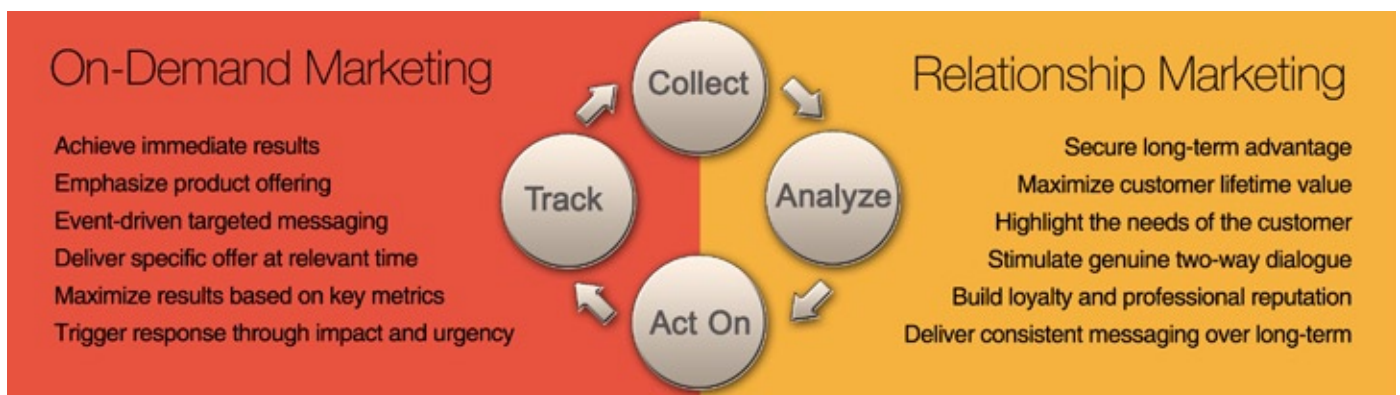 On-Demand Marketing
Achieve immediate results
Emphasize product offering
Event-driven targeted messaging
Deliver specific offer at relevant time
Maximize results based on key metrics
Trigger response through impact and urgency
Collect
Analyze
Act On
Track
Relationship Marketing
Secure long-term advantage
Maximize customer lifetime value
Highlight the needs of the customer
Stimulate genuine two-way dialogue
Build loyalty and professional reputation
Deliver consistent messaging over long-term